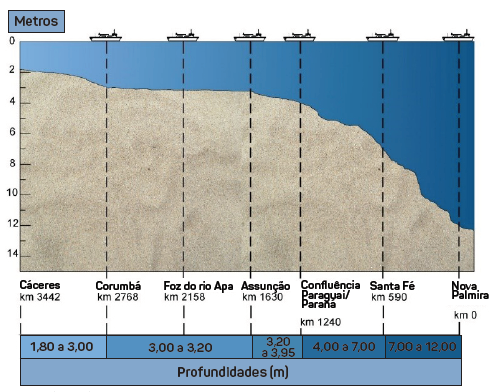 Metros
0
2
4
6
8
10
12
14
Cáceres
km 3442
Corumbá
km 2768
Foz do rio Apa
km 2158
Assunção
km 1630
Confluência
Paraguai/
Paraná
km 1240
Santa Fé
km 590
Nova
Palmira
km 0
1,80 a 3,00
3,00 a 3,20
3,20
a 3,95
4,00 a 7,00
7,00 a 12,00
Profundidades (m)